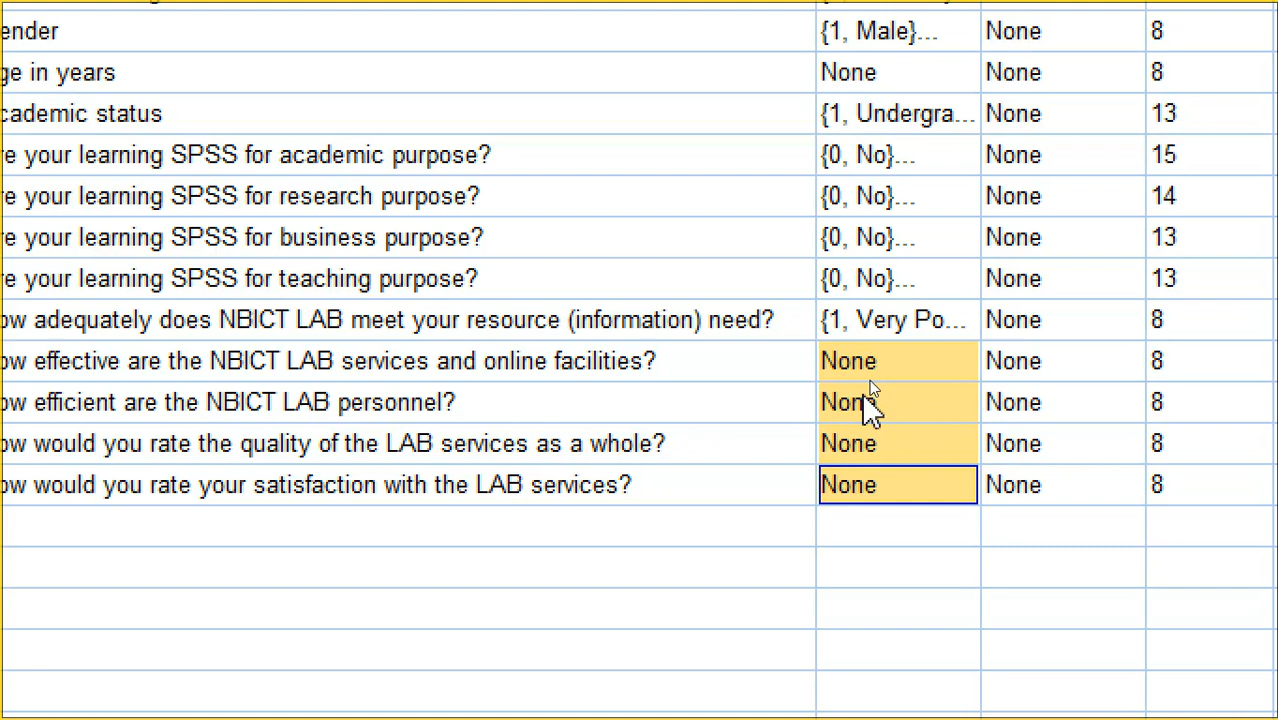 ender {1, Male}... None 8
ge in years None None 8
cademic status {1, Undergra... None 13
re your learning SPSS for academic purpose? {0, No}... None 15
re your learning SPSS for research purpose? {0, No}... None 14
re your learning SPSS for business purpose? {0, No}... None 13
re your learning SPSS for teaching purpose? {0, No}... None 13
ow adequately does NBICT LAB meet your resource (information) need? {1, Very Po... None 8
ow effective are the NBICT LAB services and online facilities? None None 8
ow efficient are the NBICT LAB personnel? None None 8
ow would you rate the quality of the LAB services as a whole? None None 8
ow would you rate your satisfaction with the LAB services? None None 8